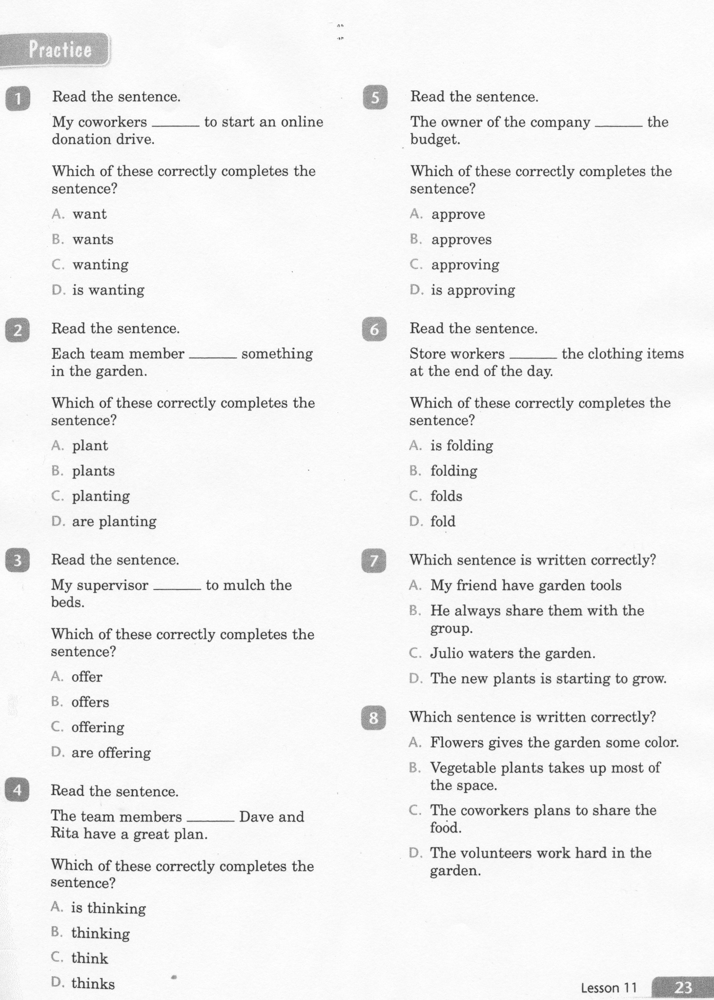 Practice
1
Read the sentence.
My coworkers ______ to start an online
donation drive.
Which of these correctly completes the
sentence?
A. want
B. wants
C. wanting
D. is wanting
2
Read the sentence.
Each team member ______ something
in the garden.
Which of these correctly completes the
sentence?
A. plant
B. plants
C. planting
D. are planting
3
Read the sentence.
My supervisor ______ to mulch the
beds.
Which of these correctly completes the
sentence?
A. offer
B. offers
C. offering
D. are offering
4
Read the sentence.
The team members ______ Dave and
Rita have a great plan.
Which of these correctly completes the
sentence?
A. is thinking
B. thinking
C. think
D. thinks
5
Read the sentence.
The owner of the company ______ the
budget.
Which of these correctly completes the
sentence?
A. approve
B. approves
C. approving
D. is approving
6
Read the sentence.
Store workers ______ the clothing items
at the end of the day.
Which of these correctly completes the
sentence?
A. is folding
B. folding
C. folds
D. fold
7
Which sentence is written correctly?
A. My friend have garden tools
B. He always share them with the
group.
C. Julio waters the garden.
D. The new plants is starting to grow.
8
Which sentence is written correctly?
A. Flowers gives the garden some color.
B. Vegetable plants takes up most of
the space.
C. The coworkers plans to share the
food.
D. The volunteers work hard in the
garden.
Lesson 11
23